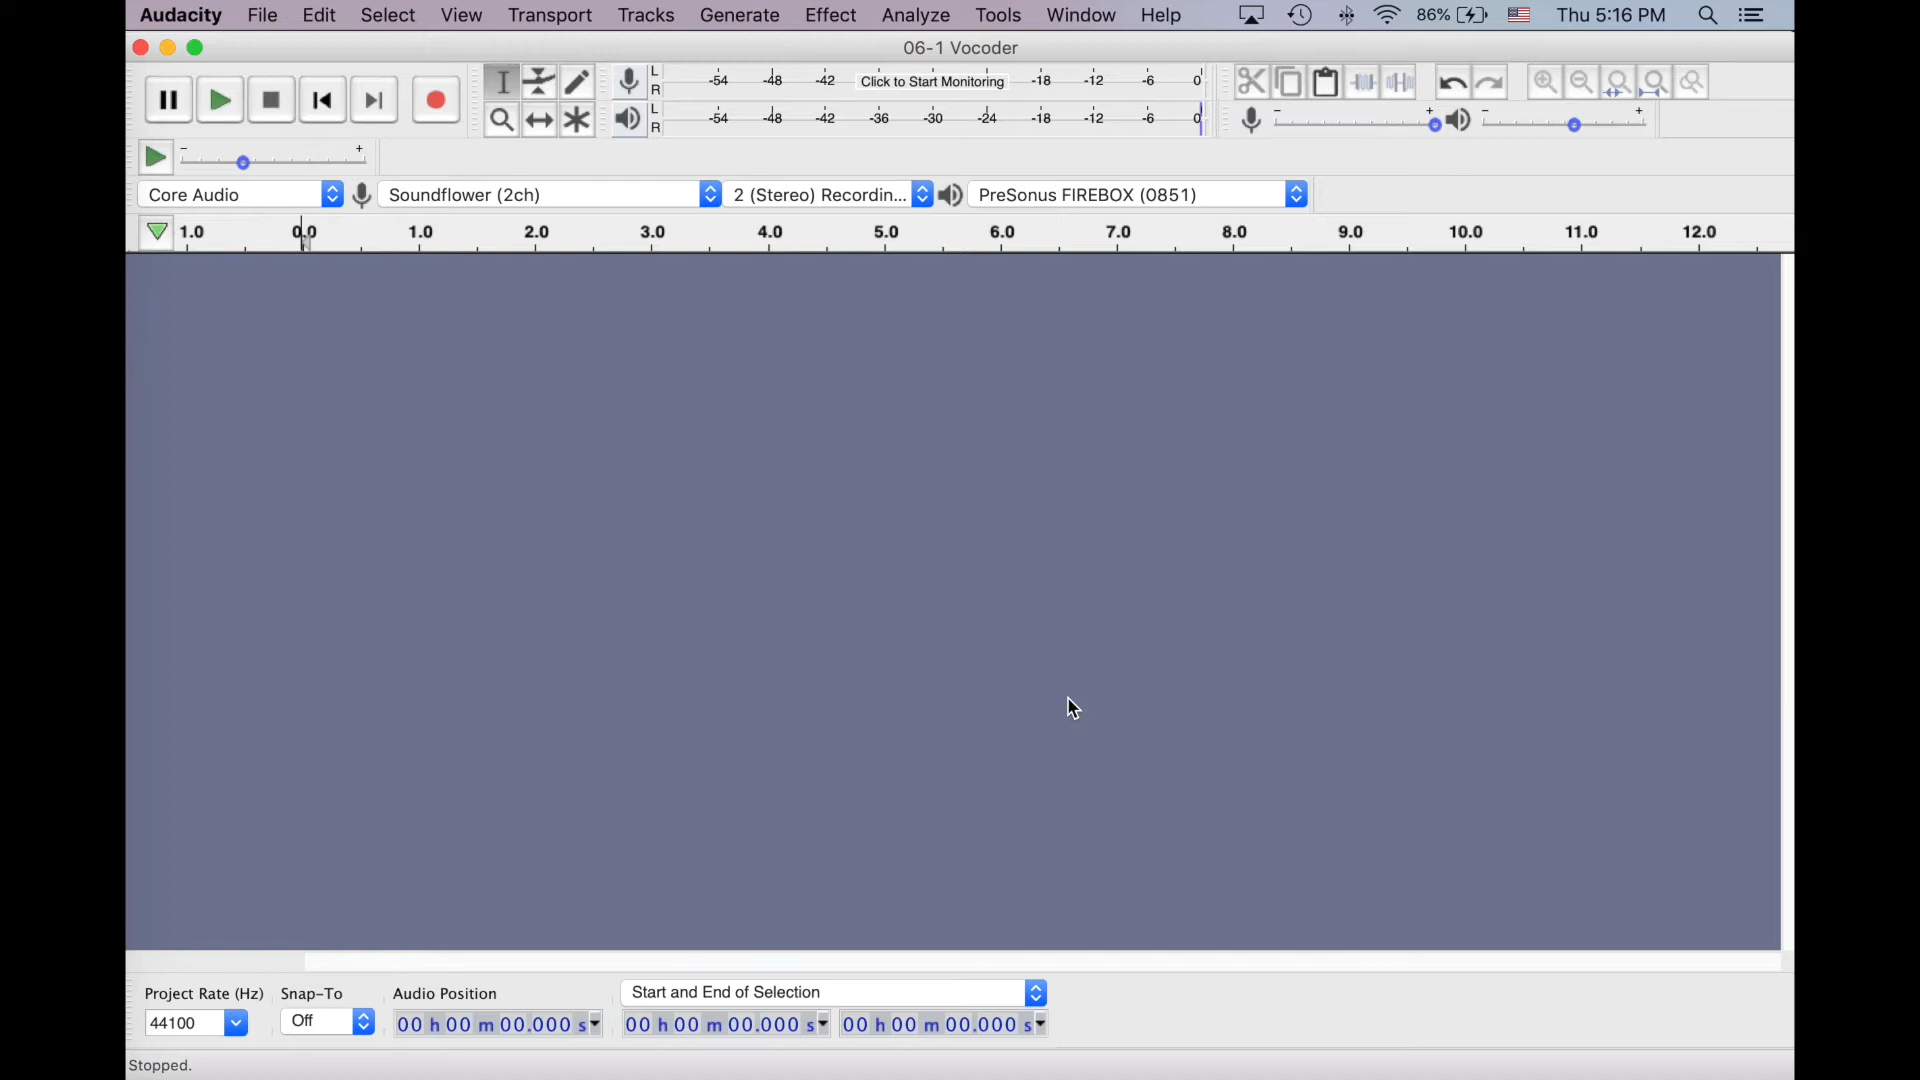 Audacity File Edit Select View Transport Tracks Generate Effect Analyze Tools Window Help 86% Thu 5:16 PM
06-1 Vocoder
L R -54 -48 -42 Click to Start Monitoring -18 -12 -6 0
L R -54 -48 -42 -36 -30 -24 -18 -12 -6 0
- + - +
- +
Core Audio Soundflower (2ch) 2 (Stereo) Recordin... PreSonus FIREBOX (0851)
1.0 0.0 1.0 2.0 3.0 4.0 5.0 6.0 7.0 8.0 9.0 10.0 11.0 12.0
Project Rate (Hz) Snap-To Audio Position Start and End of Selection
44100 Off 00 h 00 m 00.000 s 00 h 00 m 00.000 s 00 h 00 m 00.000 s
Stopped.